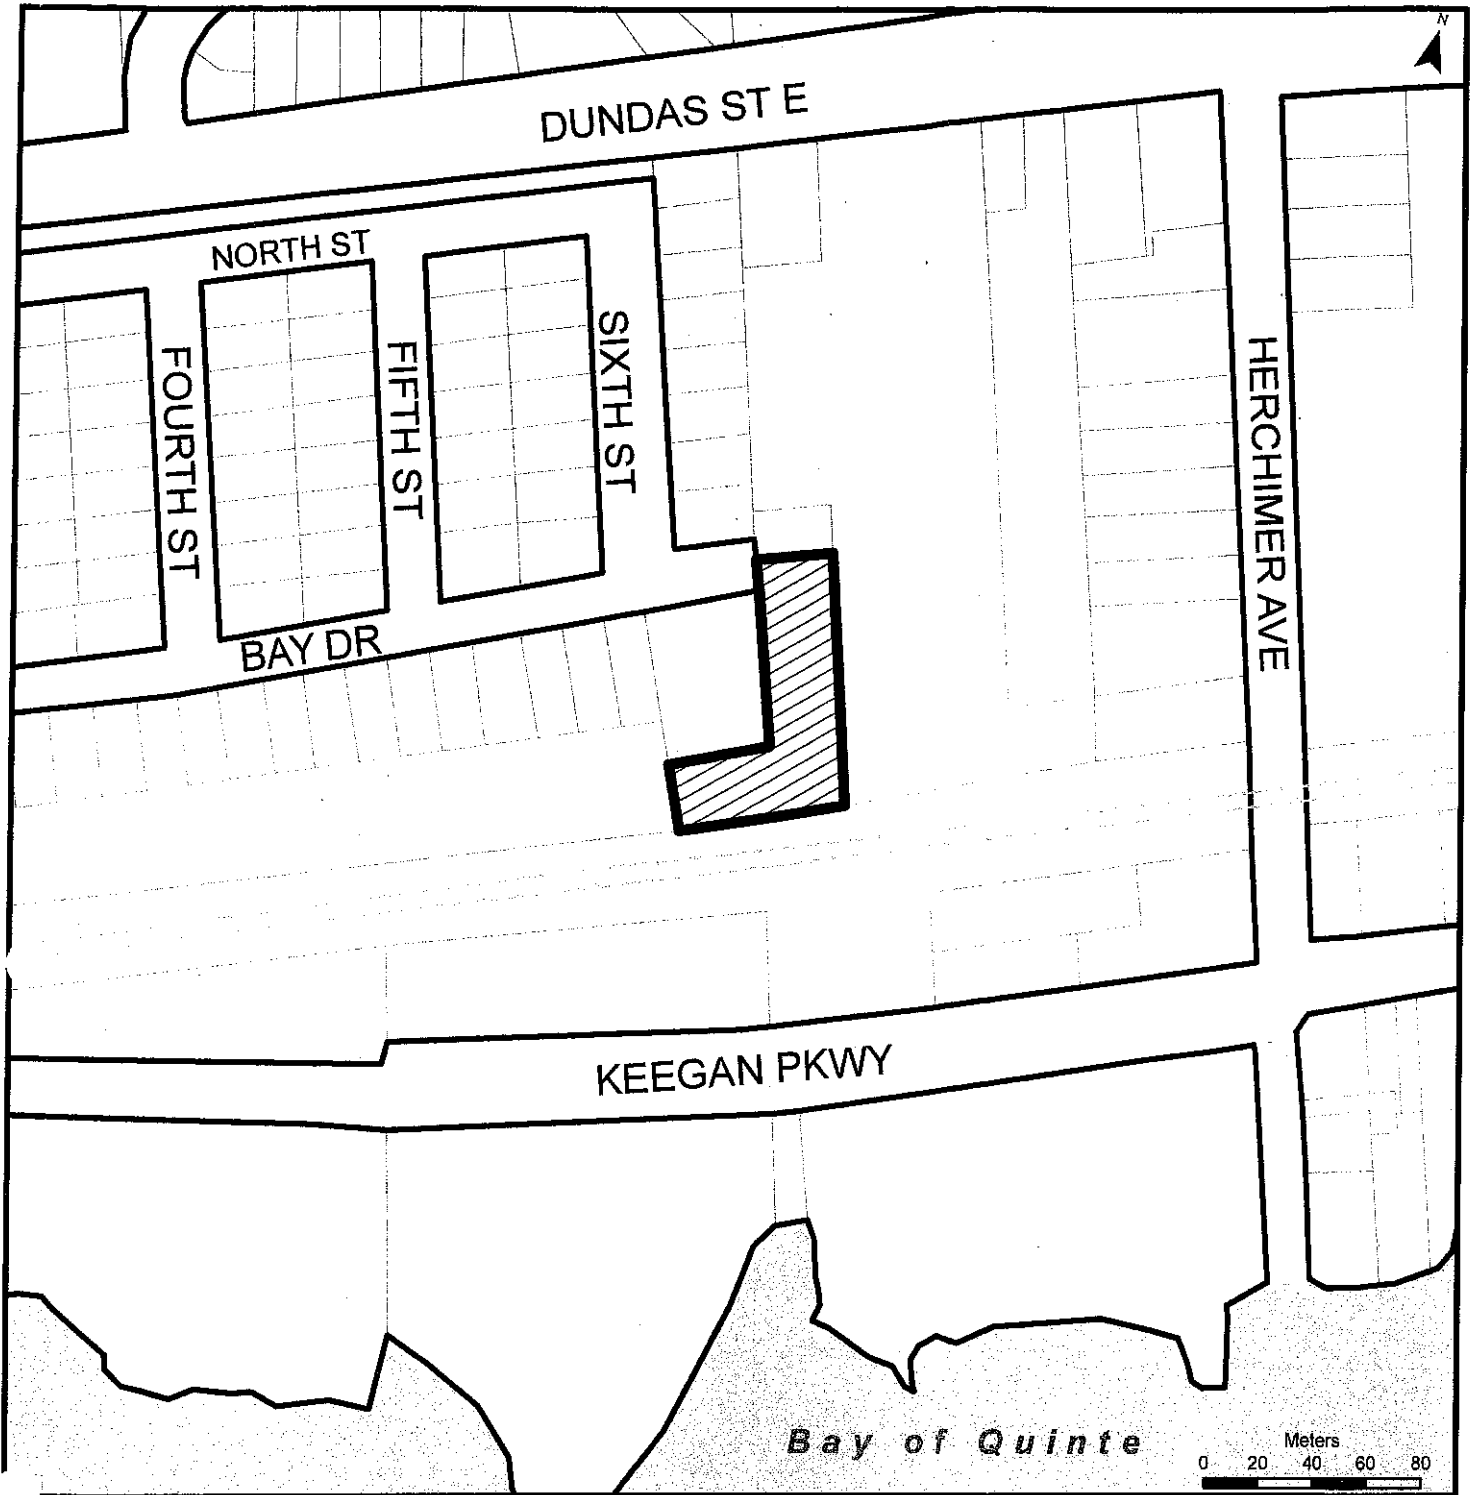 N
DUNDAS ST E
NORTH ST
FOURTH ST
FIFTH ST
SIXTH ST
HERCHIMER AVE
BAY DR
KEEGAN PKWY
Bay of Quinte
Meters
0 20 40 60 80